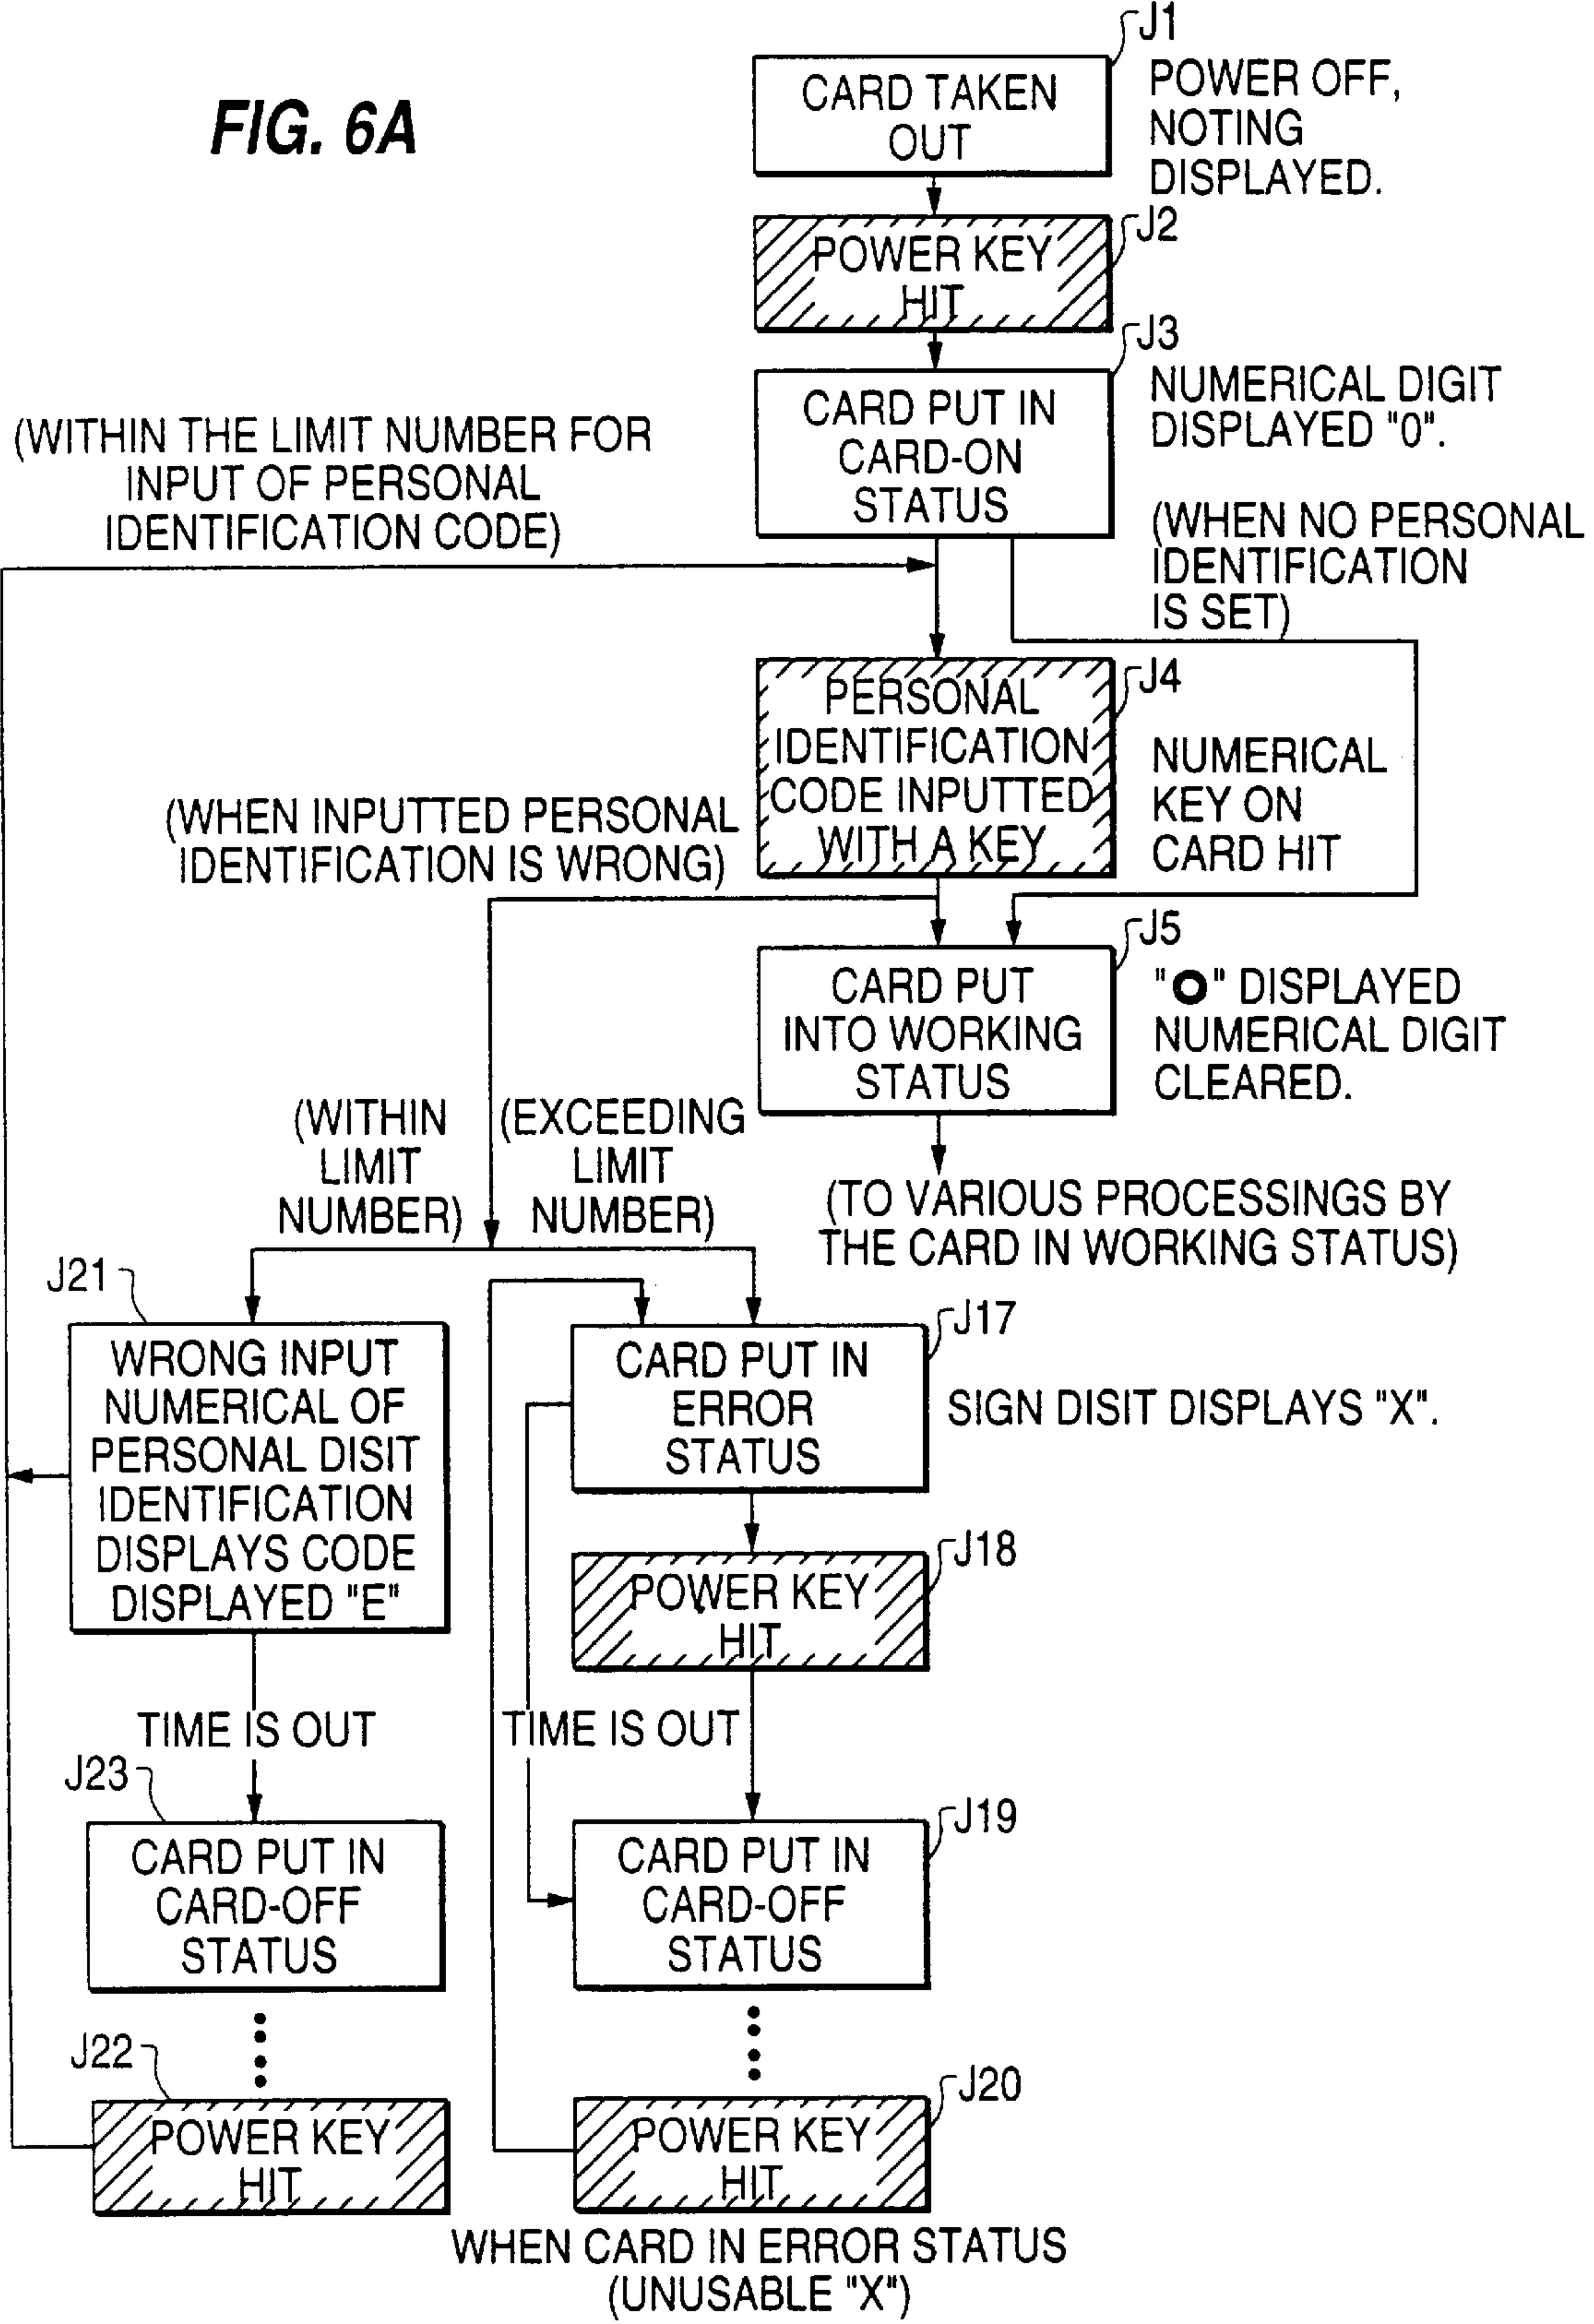 FIG. 6A
J1
CARD TAKEN
OUT
POWER OFF,
NOTING
DISPLAYED.
J2
POWER KEY
HIT
J3
CARD PUT IN
CARD-ON
STATUS
NUMERICAL DIGIT
DISPLAYED "0".
(WITHIN THE LIMIT NUMBER FOR
INPUT OF PERSONAL
IDENTIFICATION CODE)
(WHEN NO PERSONAL
IDENTIFICATION
IS SET)
J4
PERSONAL
IDENTIFICATION
CODE INPUTTED
WITH A KEY
NUMERICAL
KEY ON
CARD HIT
(WHEN INPUTTED PERSONAL
IDENTIFICATION IS WRONG)
J5
CARD PUT
INTO WORKING
STATUS
"O" DISPLAYED
NUMERICAL DIGIT
CLEARED.
(WITHIN
LIMIT
NUMBER)
(EXCEEDING
LIMIT
NUMBER)
(TO VARIOUS PROCESSINGS BY
THE CARD IN WORKING STATUS)
J21
WRONG INPUT
NUMERICAL OF
PERSONAL DISIT
IDENTIFICATION
DISPLAYS CODE
DISPLAYED "E"
J17
CARD PUT IN
ERROR
STATUS
SIGN DISIT DISPLAYS "X".
J18
POWER KEY
HIT
TIME IS OUT
TIME IS OUT
J23
CARD PUT IN
CARD-OFF
STATUS
J19
CARD PUT IN
CARD-OFF
STATUS
J22
POWER KEY
HIT
J20
POWER KEY
HIT
WHEN CARD IN ERROR STATUS
(UNUSABLE "X")